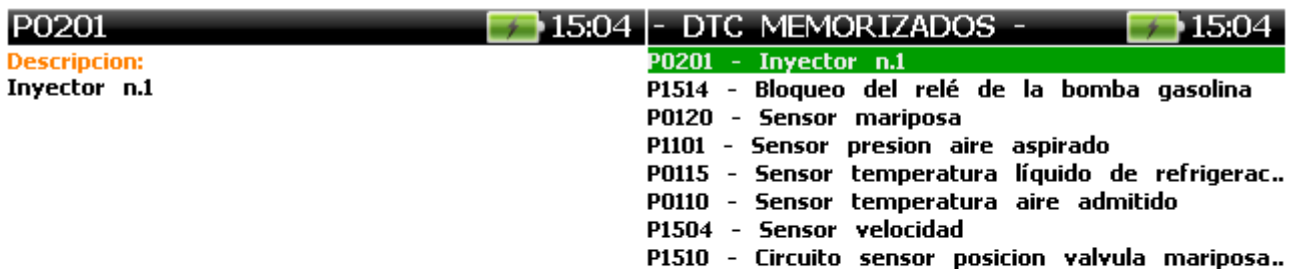 P0201
15:04
Descripcion:
Inyector n.1
- DTC MEMORIZADOS -
15:04
P0201 - Inyector n.1
P1514 - Bloqueo del relé de la bomba gasolina
P0120 - Sensor mariposa
P1101 - Sensor presion aire aspirado
P0115 - Sensor temperatura líquido de refrigerac..
P0110 - Sensor temperatura aire admitido
P1504 - Sensor velocidad
P1510 - Circuito sensor posicion valvula mariposa..